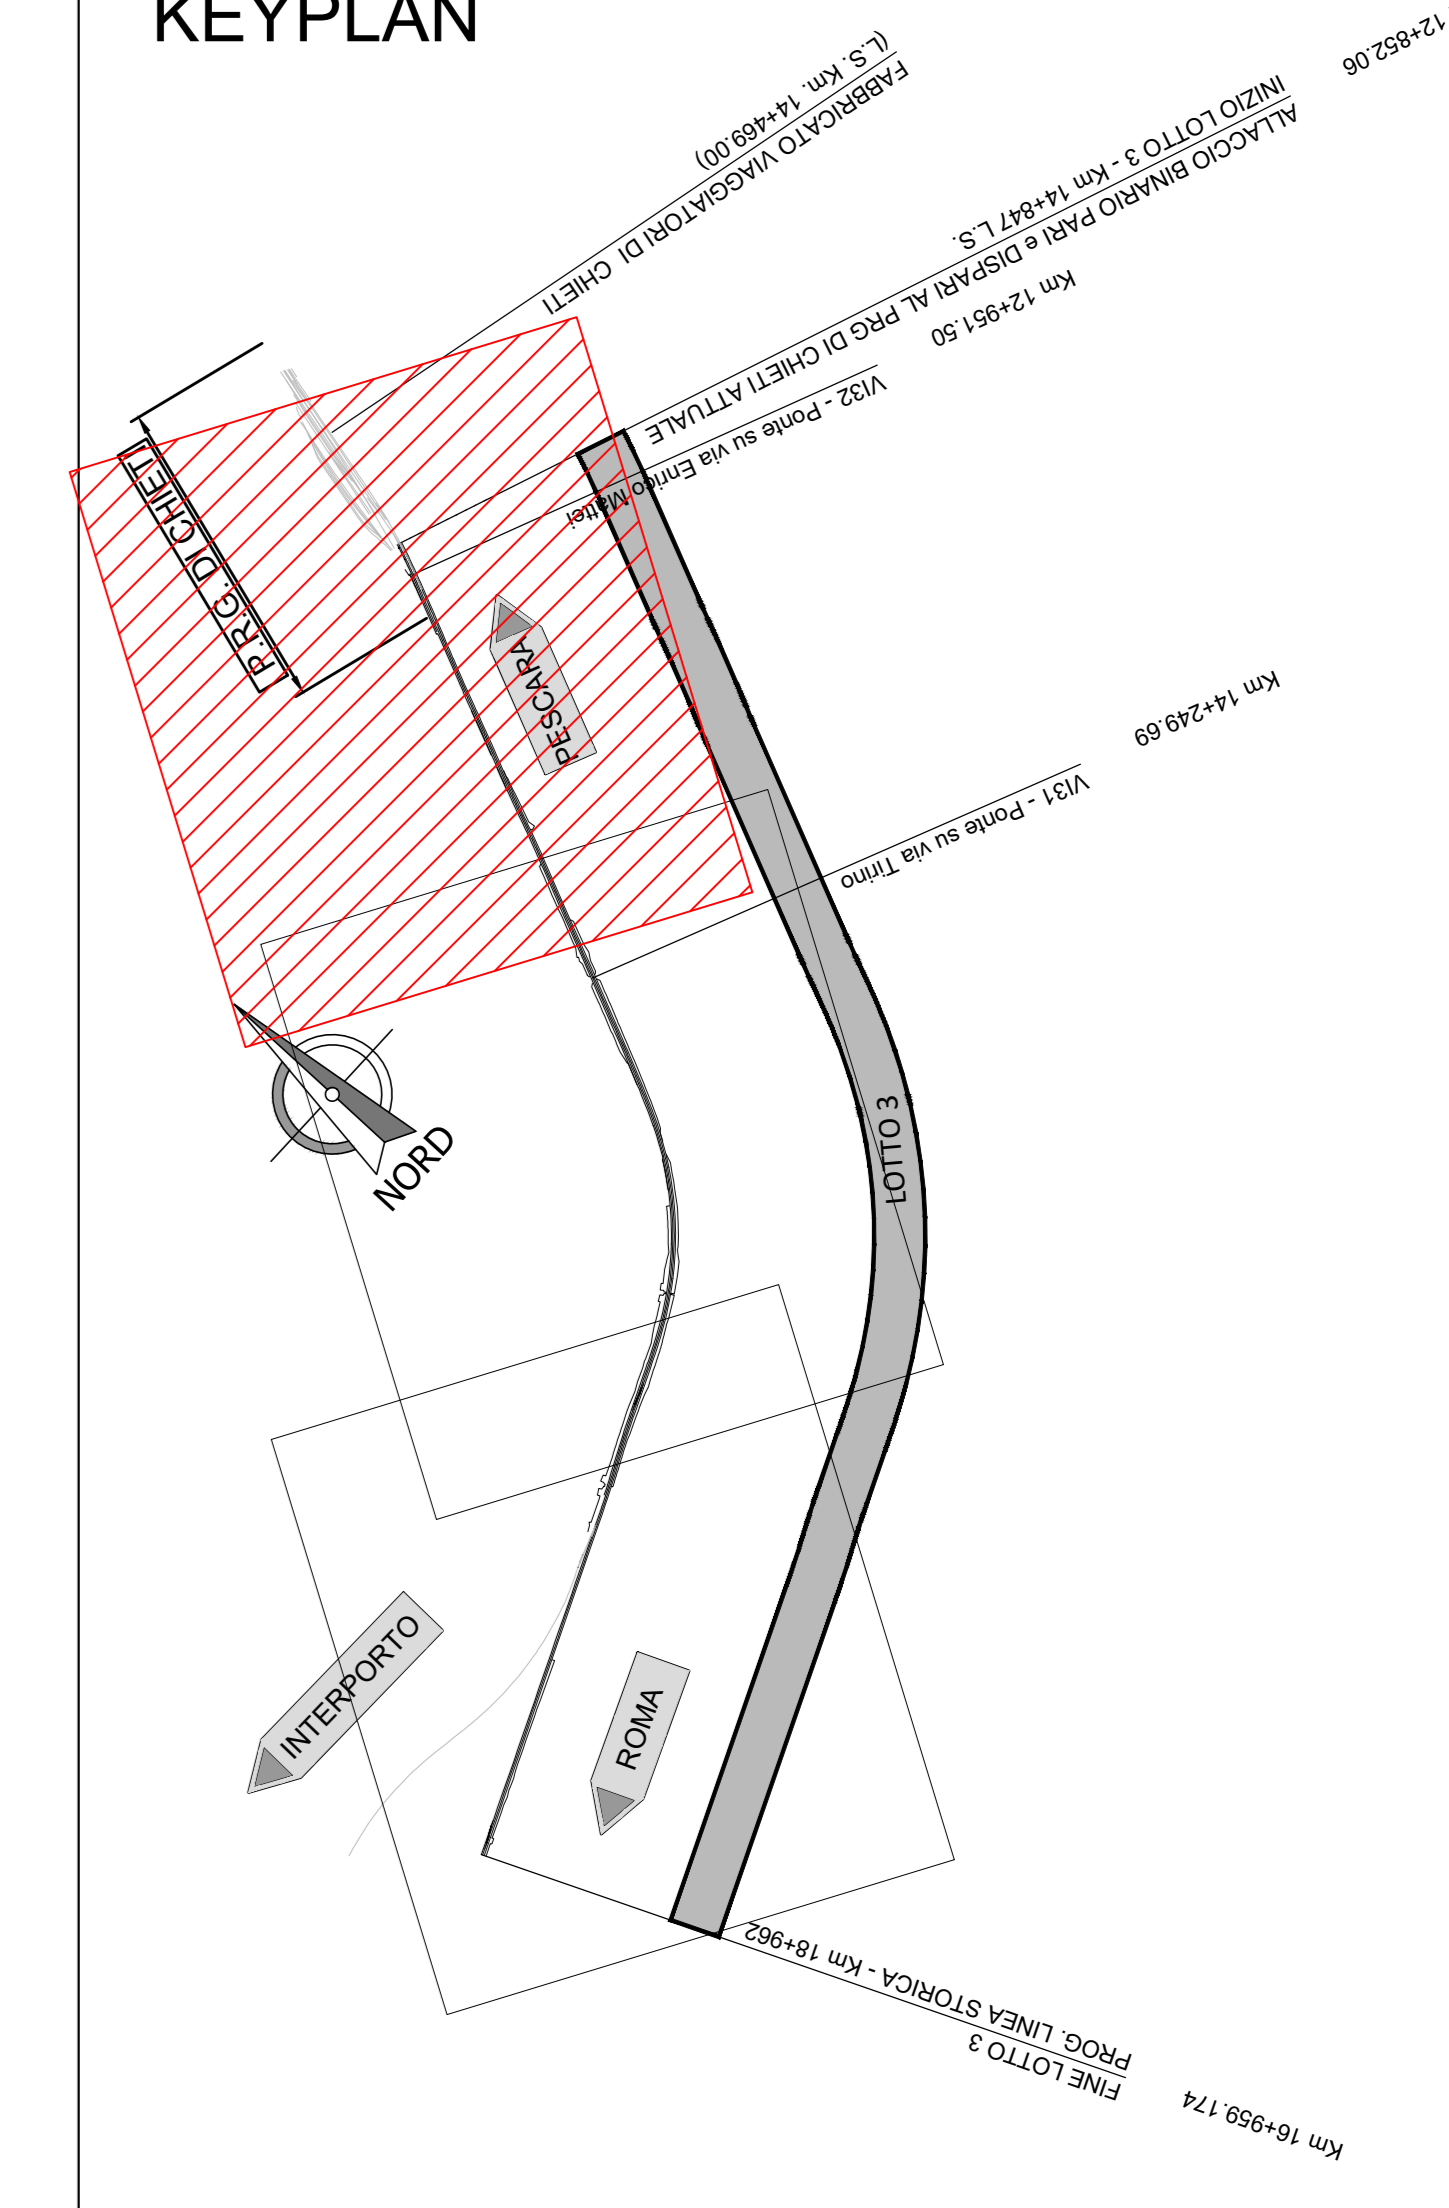 KEYPLAN
(L.S. Km. 14+469.00)
FABBRICATO VIAGGIATORI DI CHIETI
12+852.06
INIZIO LOTTO 3 - Km 14+847 L.S.
ALLACCIO BINARIO PARI e DISPARI AL PRG DI CHIETI ATTUALE
Km 12+951.50
VI32 - Ponte su via Enrico Mattei
P.R.G. DI CHIETI
PESCARA
Km 14+249.69
VI31 - Ponte su via Tirino
NORD
LOTTO 3
INTERPORTO
ROMA
PROG. LINEA STORICA - Km 18+962
FINE LOTTO 3
Km 16+959.174